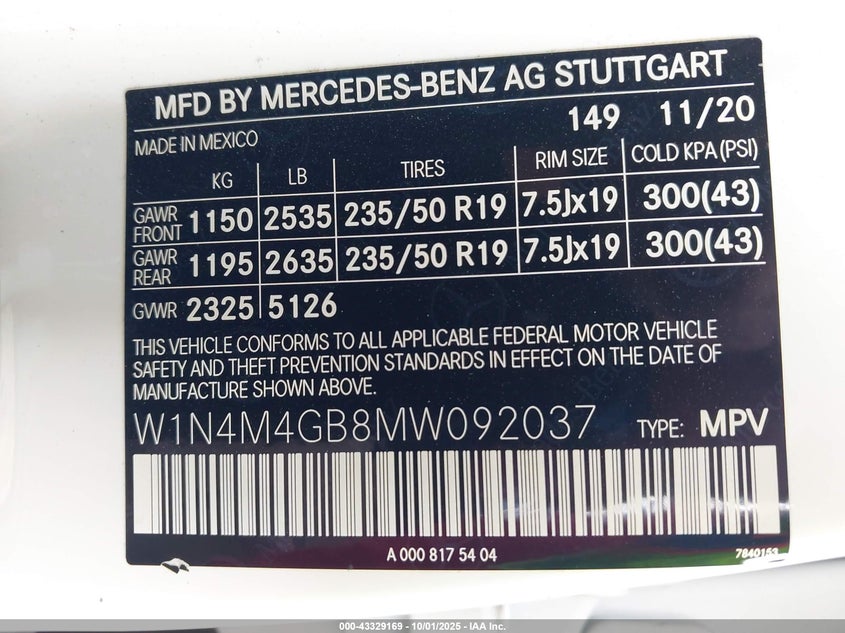 MFD BY MERCEDES-BENZ AG STUTTGART
149 11/20
MADE IN MEXICO
KG LB TIRES RIM SIZE COLD KPA (PSI)
GAWR FRONT 1150 2535 235/50 R19 7.5Jx19 300(43)
GAWR REAR 1195 2635 235/50 R19 7.5Jx19 300(43)
GVWR 2325 5126
THIS VEHICLE CONFORMS TO ALL APPLICABLE FEDERAL MOTOR VEHICLE
SAFETY AND THEFT PREVENTION STANDARDS IN EFFECT ON THE DATE OF
MANUFACTURE SHOWN ABOVE.
W1N4M4GB8MW092037 TYPE: MPV
A 000 817 54 04
7840153
000-43329169 - 10/01/2025 - IAA Inc.